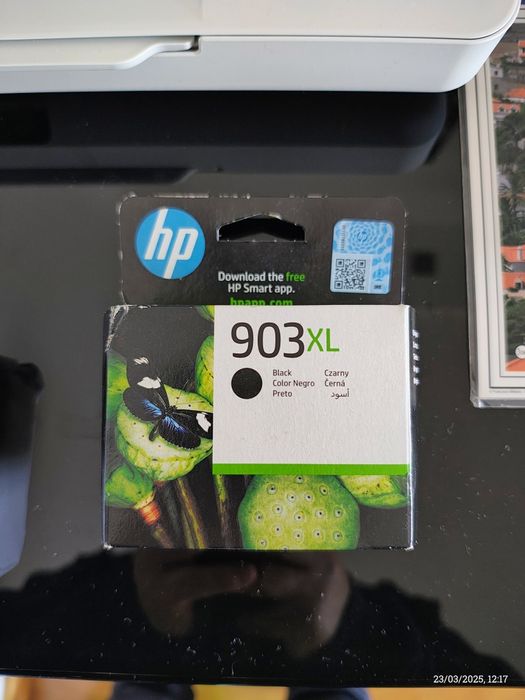 hp
Download the free
HP Smart app.
hpapp.com
903XL
Black Czarny
Color Negro Černá
Preto أسود
23/03/2025, 12:17